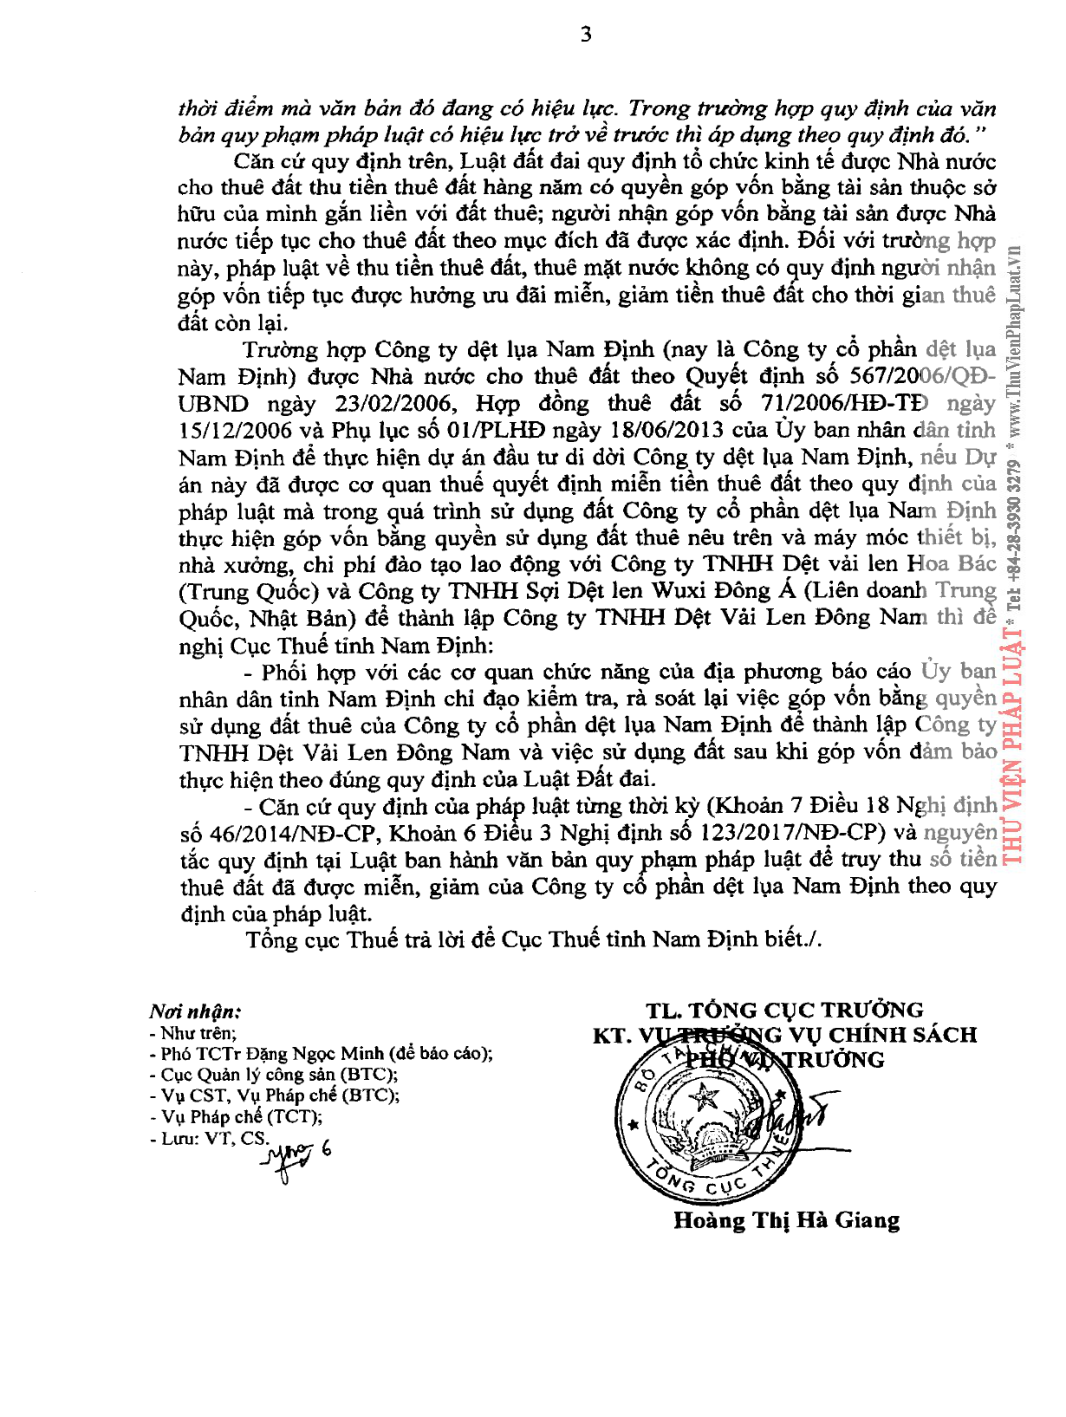 3
thời điểm mà văn bản đó đang có hiệu lực. Trong trường hợp quy định của văn
bản quy phạm pháp luật có hiệu lực trở về trước thì áp dụng theo quy định đó."
Căn cứ quy định trên, Luật đất đai quy định tổ chức kinh tế được Nhà nước
cho thuê đất thu tiền thuê đất hàng năm có quyền góp vốn bằng tài sản thuộc sở
hữu của mình gắn liền với đất thuê; người nhận góp vốn bằng tài sản được Nhà
nước tiếp tục cho thuê đất theo mục đích đã được xác định. Đối với trường hợp
này, pháp luật về thu tiền thuê đất, thuê mặt nước không có quy định người nhận
góp vốn tiếp tục được hưởng ưu đãi miễn, giảm tiền thuê đất cho thời gian thuê
đất còn lại.
Trường hợp Công ty dệt lụa Nam Định (nay là Công ty cổ phần dệt lụa
Nam Định) được Nhà nước cho thuê đất theo Quyết định số 567/2006/QĐ-
UBND ngày 23/02/2006, Hợp đồng thuê đất số 71/2006/HĐ-TĐ ngày
15/12/2006 và Phụ lục số 01/PLHĐ ngày 18/06/2013 của Ủy ban nhân dân tỉnh
Nam Định để thực hiện dự án đầu tư di dời Công ty dệt lụa Nam Định, nếu Dự
án này đã được cơ quan thuế quyết định miễn tiền thuê đất theo quy định của
pháp luật mà trong quá trình sử dụng đất Công ty cổ phần dệt lụa Nam Định
thực hiện góp vốn bằng quyền sử dụng đất thuê nêu trên và máy móc thiết bị,
nhà xưởng, chi phí đào tạo lao động với Công ty TNHH Dệt vải len Hoa Bác
(Trung Quốc) và Công ty TNHH Sợi Dệt len Wuxi Đông Á (Liên doanh Trung
Quốc, Nhật Bản) để thành lập Công ty TNHH Dệt Vải Len Đông Nam thì đề
nghị Cục Thuế tỉnh Nam Định:
- Phối hợp với các cơ quan chức năng của địa phương báo cáo Ủy ban
nhân dân tỉnh Nam Định chỉ đạo kiểm tra, rà soát lại việc góp vốn bằng quyền
sử dụng đất thuê của Công ty cổ phần dệt lụa Nam Định để thành lập Công ty
TNHH Dệt Vải Len Đông Nam và việc sử dụng đất sau khi góp vốn đảm bảo
thực hiện theo đúng quy định của Luật Đất đai.
- Căn cứ quy định của pháp luật từng thời kỳ (Khoản 7 Điều 18 Nghị định
số 46/2014/NĐ-CP, Khoản 6 Điều 3 Nghị định số 123/2017/NĐ-CP) và nguyên
tắc quy định tại Luật ban hành văn bản quy phạm pháp luật để truy thu số tiền
thuê đất đã được miễn, giảm của Công ty cổ phần dệt lụa Nam Định theo quy
định của pháp luật.
Tổng cục Thuế trả lời để Cục Thuế tỉnh Nam Định biết./.
Nơi nhận:
- Như trên;
- Phó TCTr Đặng Ngọc Minh (để báo cáo);
- Cục Quản lý công sản (BTC);
- Vụ CST, Vụ Pháp chế (BTC);
- Vụ Pháp chế (TCT);
- Lưu: VT, CS.
6
TL. TỔNG CỤC TRƯỞNG
KT. VỤ TRƯỞNG VỤ CHÍNH SÁCH
PHÓ VỤ TRƯỞNG
BỘ TÀI CHÍNH
TỔNG CỤC THUẾ
Hoàng Thị Hà Giang
THƯ VIỆN PHÁP LUẬT * Tel: +84-28-3930 3279 * www.ThuVienPhapLuat.vn